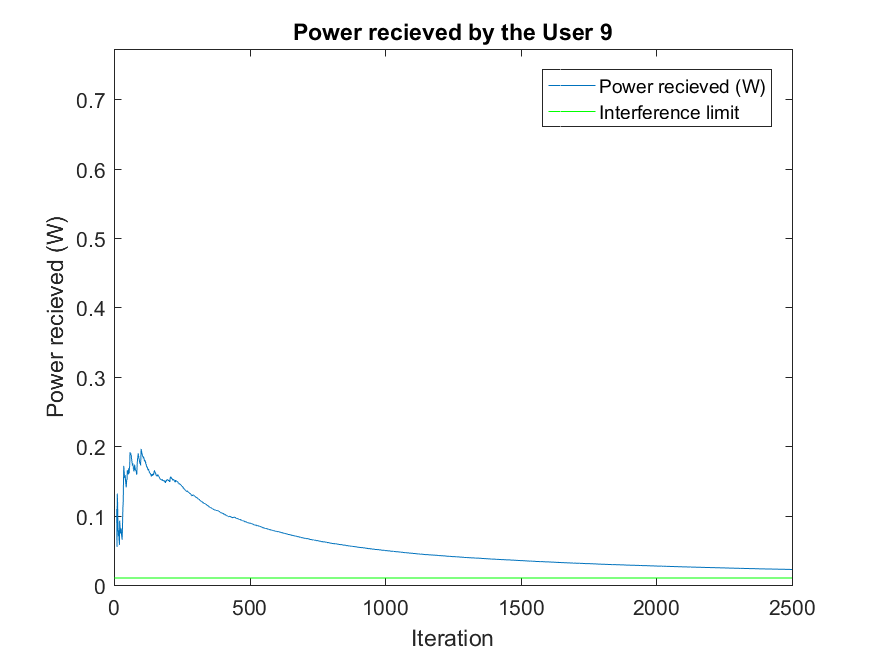 Power recieved by the User 9
Power recieved (W)
Interference limit
0.7
0.6
0.5
0.4
0.3
0.2
0.1
0
Power recieved (W)
0 500 1000 1500 2000 2500
Iteration